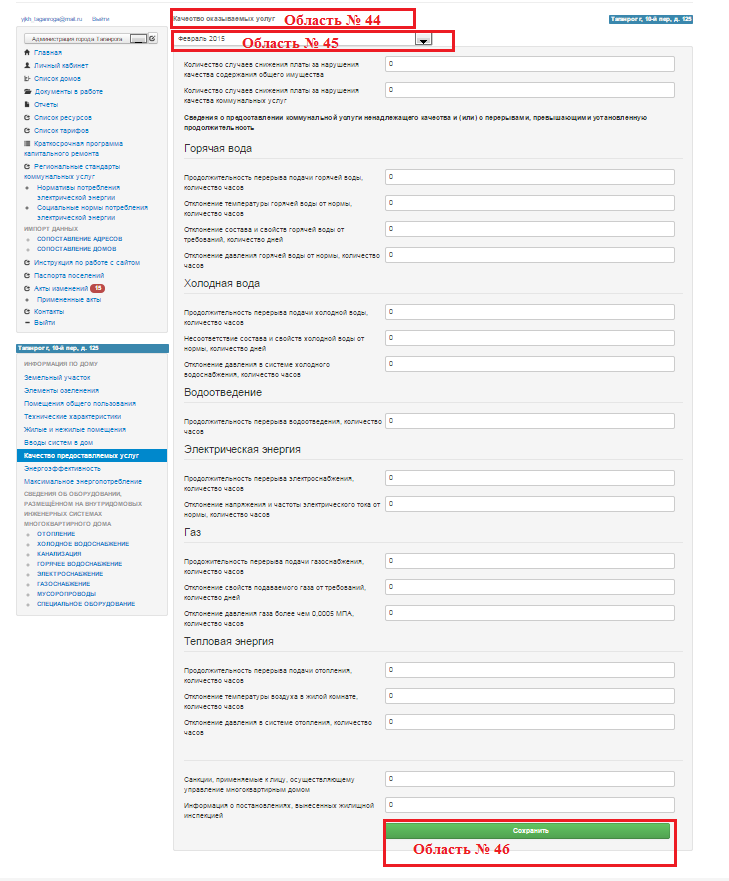 yjkh_taganroga@mail.ru Выйти
Администрация города Таганрога
Главная
Личный кабинет
Список домов
Документы в работе
Отчеты
Список ресурсов
Список тарифов
Краткосрочная программа
капитального ремонта
Региональные стандарты
коммунальных услуг
Нормативы потребления
электрической энергии
Социальные нормы потребления
электрической энергии
ИМПОРТ ДАННЫХ
СОПОСТАВЛЕНИЕ АДРЕСОВ
СОПОСТАВЛЕНИЕ ДОМОВ
Инструкция по работе с сайтом
Паспорта поселений
Акты изменений 15
Примененные акты
Контакты
Выйти
Таганрог, 10-й пер, д. 125
ИНФОРМАЦИЯ ПО ДОМУ
Земельный участок
Элементы озеленения
Помещения общего пользования
Технические характеристики
Жилые и нежилые помещения
Вводы систем в дом
Качество предоставляемых услуг
Энергоэффективность
Максимальное энергопотребление
СВЕДЕНИЯ ОБ ОБОРУДОВАНИИ,
РАЗМЕЩЁННОМ НА ВНУТРИДОМОВЫХ
ИНЖЕНЕРНЫХ СИСТЕМАХ
МНОГОКВАРТИРНОГО ДОМА
ОТОПЛЕНИЕ
ХОЛОДНОЕ ВОДОСНАБЖЕНИЕ
КАНАЛИЗАЦИЯ
ГОРЯЧЕЕ ВОДОСНАБЖЕНИЕ
ЭЛЕКТРОСНАБЖЕНИЕ
ГАЗОСНАБЖЕНИЕ
МУСОРОПРОВОДЫ
СПЕЦИАЛЬНОЕ ОБОРУДОВАНИЕ
Качество оказываемых услуг Область № 44
Таганрог, 10-й пер, д. 125
Февраль 2015 Область № 45
Количество случаев снижения платы за нарушения 0
качества содержания общего имущества
Количество случаев снижения платы за нарушения 0
качества коммунальных услуг
Сведения о предоставлении коммунальной услуги ненадлежащего качества и (или) о перерывами, превышающими установленную
продолжительность
Горячая вода
Продолжительность перерыва подачи горячей воды, 0
количество часов
Отклонение температуры горячей воды от нормы, 0
количество часов
Отклонение состава и свойств горячей воды от 0
требований, количество дней
Отклонение давления горячей воды от нормы, количество 0
часов
Холодная вода
Продолжительность перерыва подачи холодной воды, 0
количество часов
Несоответствие состава и свойств холодной воды от 0
нормы, количество дней
Отклонение давления в системе холодного 0
водоснабжения, количество часов
Водоотведение
Продолжительность перерыва водоотведения, количество 0
часов
Электрическая энергия
Продолжительность перерыва электроснабжения, 0
количество часов
Отклонение напряжения и частоты электрического тока от 0
нормы, количество часов
Газ
Продожительность перерыва подачи газоснабжения, 0
количество часов
Отклонение свойств подаваемого газа от требований, 0
количество дней
Отклонение давления газа более чем 0,0005 МПА, 0
количество часов
Тепловая энергия
Продолжительность перерыва подачи отопления, 0
количество часов
Отклонение температуры воздуха в жилой комнате, 0
количество часов
Отклонение давления в системе отопления, количество 0
часов
Санкции, применяемые к лицу, осуществляющему 0
управление многоквартирным домом
Информация о постановлениях, вынесенных жилищной 0
инспекцией
Сохранить
Область № 46